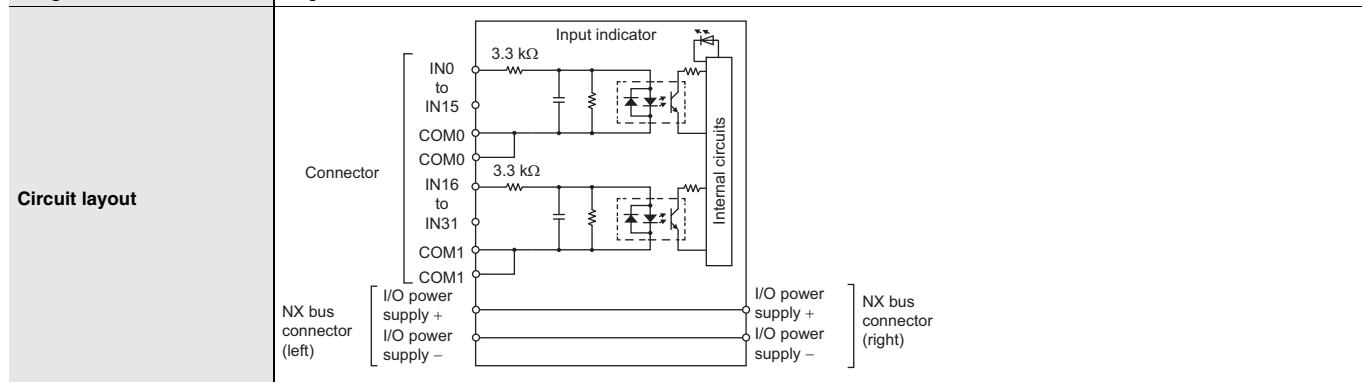 Circuit layout
Input indicator
3.3 kΩ
IN0
to
IN15
COM0
COM0
Connector
3.3 kΩ
IN16
to
IN31
COM1
COM1
Internal circuits
NX bus
connector
(left)
I/O power
supply +
I/O power
supply −
I/O power
supply +
I/O power
supply −
NX bus
connector
(right)